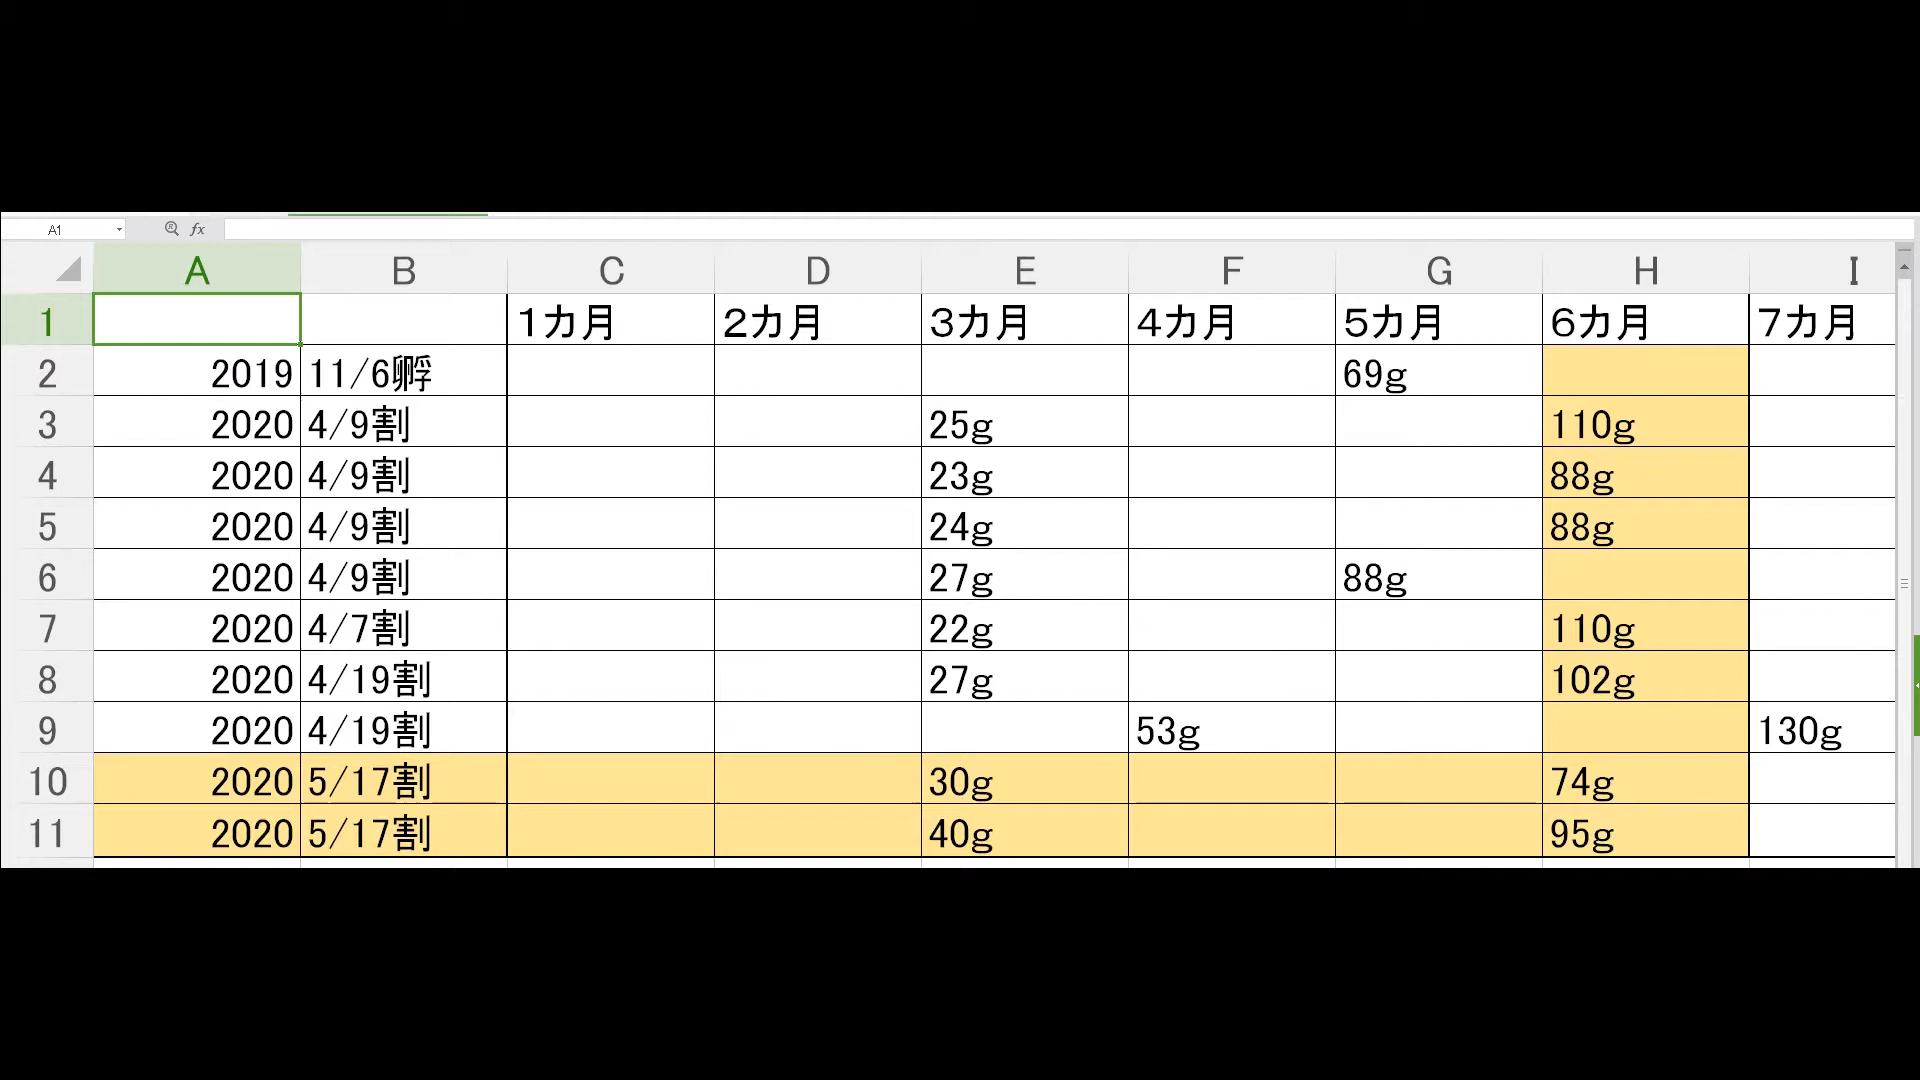 A1 fx
A B C D E F G H I
1 1カ月 2カ月 3カ月 4カ月 5カ月 6カ月 7カ月
2 2019 11/6孵 69g
3 2020 4/9割 25g 110g
4 2020 4/9割 23g 88g
5 2020 4/9割 24g 88g
6 2020 4/9割 27g 88g
7 2020 4/7割 22g 110g
8 2020 4/19割 27g 102g
9 2020 4/19割 53g 130g
10 2020 5/17割 30g 74g
11 2020 5/17割 40g 95g